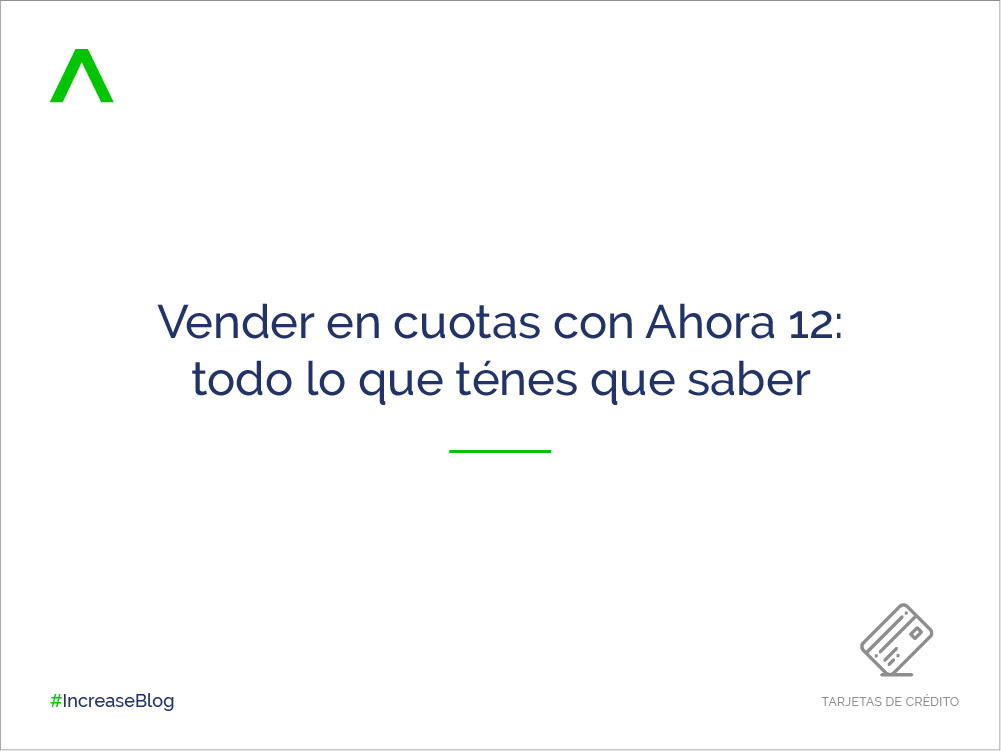 Vender en cuotas con Ahora 12:
todo lo que ténes que saber
#IncreaseBlog
TARJETAS DE CRÉDITO